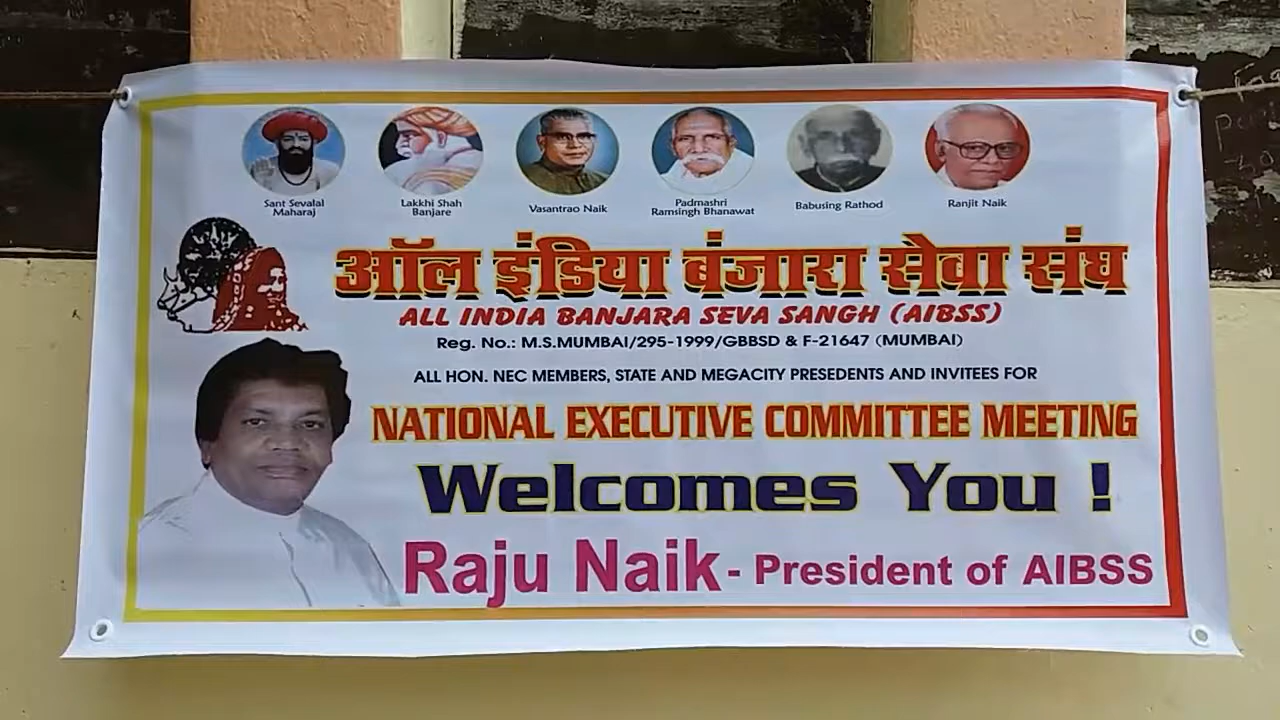 Sant Sevalal Maharaj
Lakkhi Shah Banjare
Vasantrao Naik
Padmashri Ramsingh Bhanawat
Babusing Rathod
Ranjit Naik
ऑल इंडिया बंजारा सेवा संघ
ALL INDIA BANJARA SEVA SANGH (AIBSS)
Reg. No.: M.S.MUMBAI/295-1999/GBBSD & F-21647 (MUMBAI)
ALL HON. NEC MEMBERS, STATE AND MEGACITY PRESEDENTS AND INVITEES FOR
NATIONAL EXECUTIVE COMMITTEE MEETING
Welcomes You !
Raju Naik - President of AIBSS